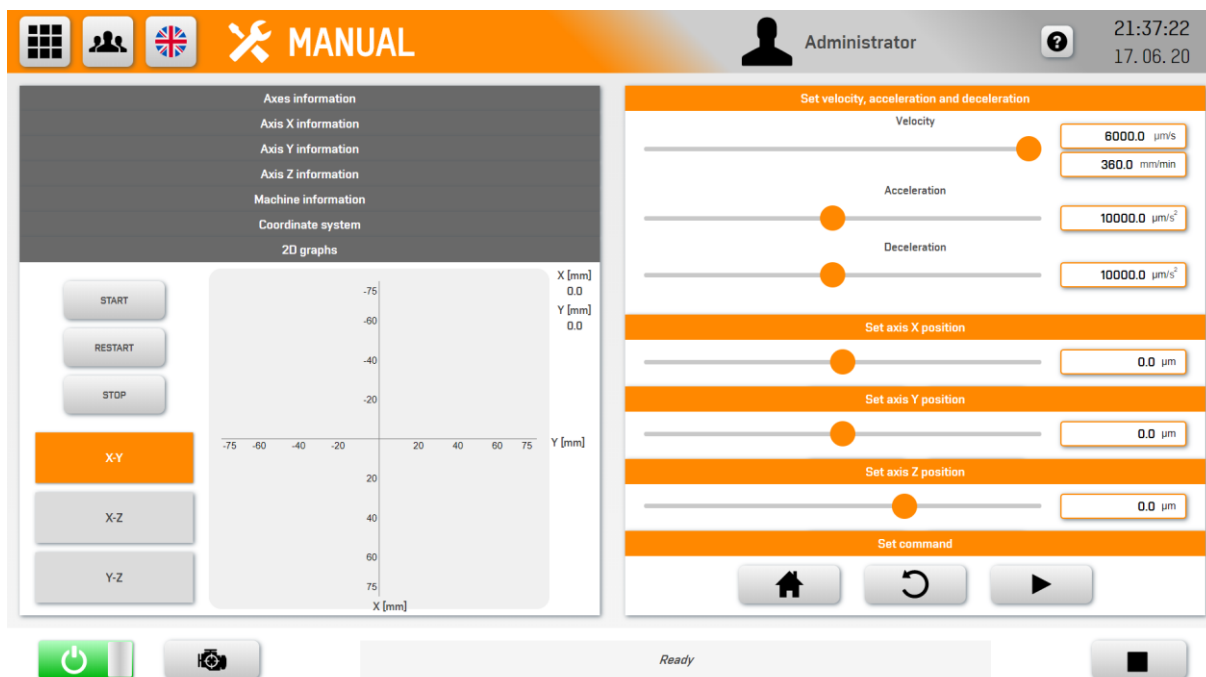 MANUAL
Administrator
?
21:37:22
17. 06. 20
Axes information
Axis X information
Axis Y information
Axis Z information
Machine information
Coordinate system
2D graphs
START
RESTART
STOP
X-Y
X-Z
Y-Z
X [mm]
0.0
Y [mm]
0.0
-75
-60
-40
-20
-75 -60 -40 -20 20 40 60 75 Y [mm]
20
40
60
75
X [mm]
Set velocity, acceleration and deceleration
Velocity
6000.0 µm/s
360.0 mm/min
Acceleration
10000.0 µm/s²
Deceleration
10000.0 µm/s²
Set axis X position
0.0 µm
Set axis Y position
0.0 µm
Set axis Z position
0.0 µm
Set command
Ready